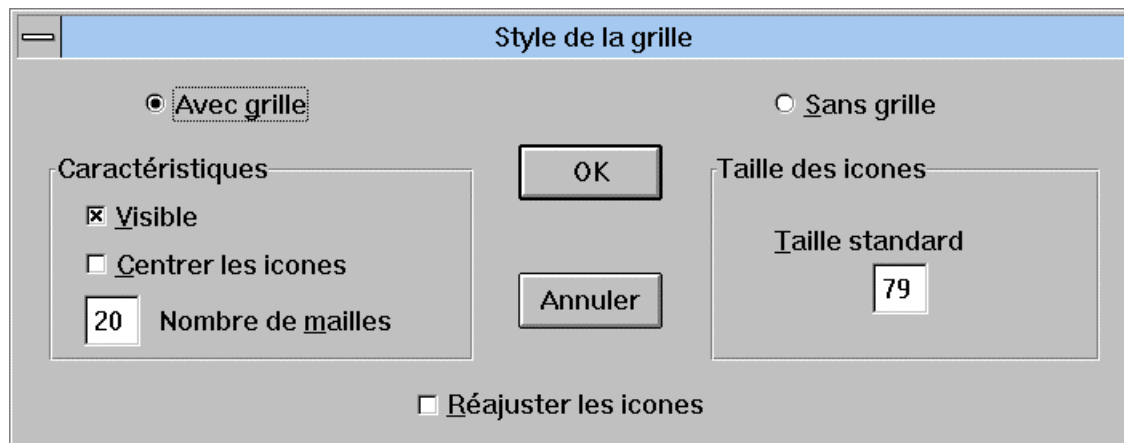 Style de la grille
Avec grille
Sans grille
Caractéristiques
Visible
Centrer les icones
20 Nombre de mailles
OK
Annuler
Taille des icones
Taille standard
79
Réajuster les icones